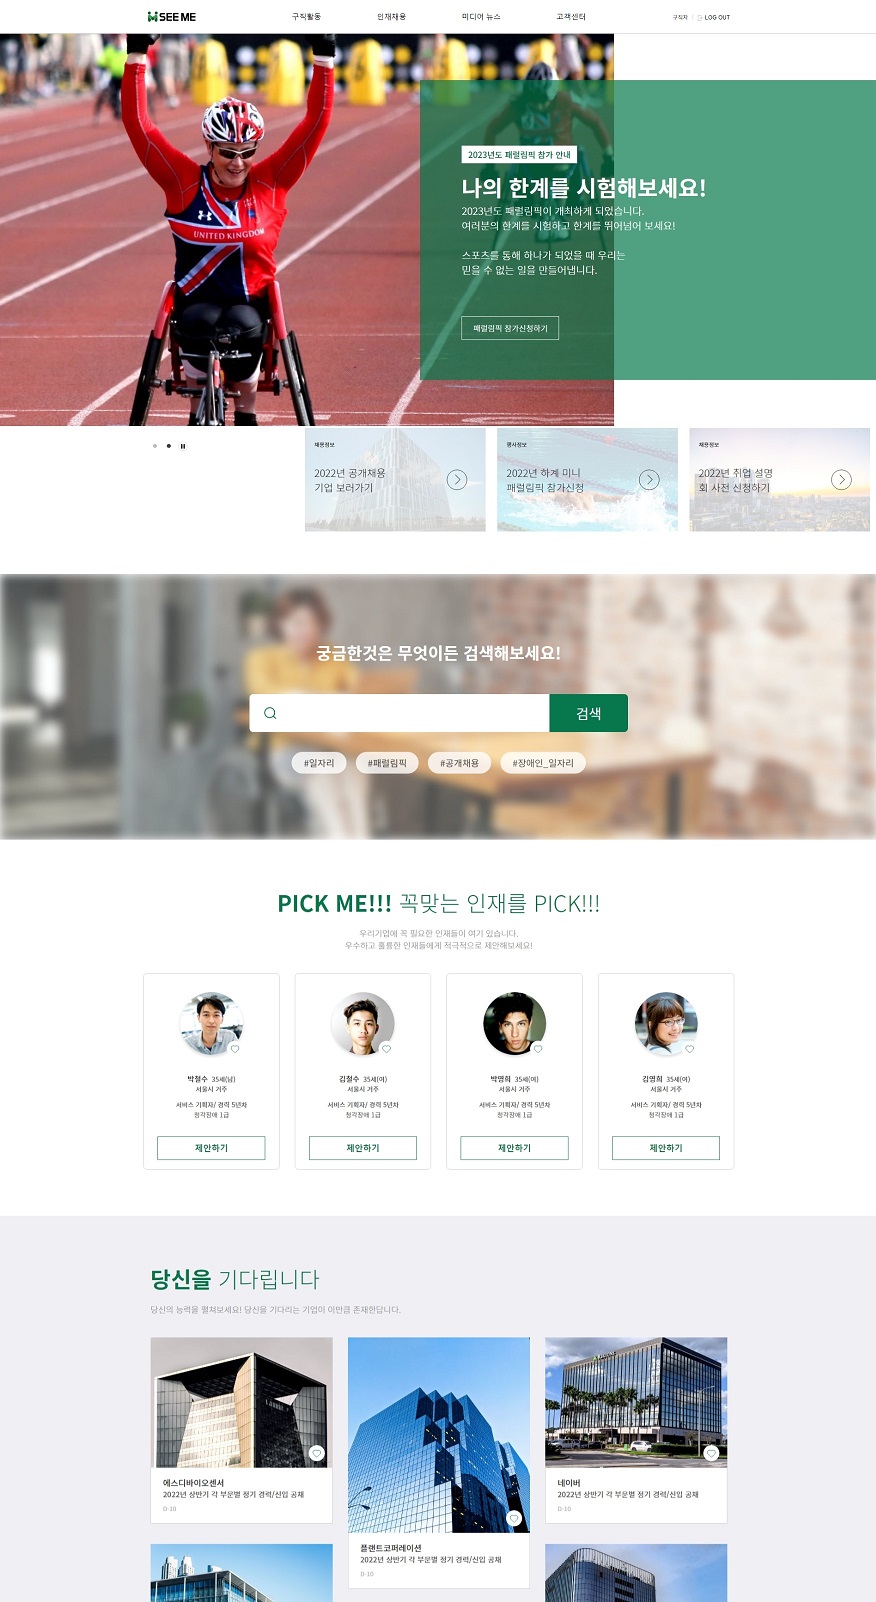 SEE ME
구직활동
인재채용
미디어 뉴스
고객센터
구직자
LOG OUT
UNITED KINGDOM
2023년도 패럴림픽 참가 안내
나의 한계를 시험해보세요!
2023년도 패럴림픽이 개최하게 되었습니다.
여러분의 한계를 시험하고 한계를 뛰어넘어 보세요!
스포츠를 통해 하나가 되었을 때 우리는
믿을 수 없는 일을 만들어냅니다.
패럴림픽 참가신청하기
채용정보
2022년 공개채용
기업 보러가기
행사정보
2022년 하계 미니
패럴림픽 참가신청
채용정보
2022년 취업 설명
회 사전 신청하기
궁금한것은 무엇이든 검색해보세요!
검색
#일자리
#패럴림픽
#공개채용
#장애인_일자리
PICK ME!!! 꼭맞는 인재를 PICK!!!
우리기업에 꼭 필요한 인재들이 여기 있습니다.
우수하고 훌륭한 인재들에게 적극적으로 제안해보세요!
박철수 35세(남)
서울시 거주
서비스 기획자/ 경력 5년차
청각장애 1급
제안하기
김철수 35세(여)
서울시 거주
서비스 기획자/ 경력 5년차
청각장애 1급
제안하기
박영희 35세(여)
서울시 거주
서비스 기획자/ 경력 5년차
청각장애 1급
제안하기
김영희 35세(여)
서울시 거주
서비스 기획자/ 경력 5년차
청각장애 1급
제안하기
당신을 기다립니다
당신의 능력을 펼쳐보세요! 당신을 기다리는 기업이 이만큼 존재한답니다.
에스디바이오센서
2022년 상반기 각 부문별 정기 경력/신입 공채
D-10
플랜트코퍼레이션
2022년 상반기 각 부문별 정기 경력/신입 공채
D-10
네이버
2022년 상반기 각 부문별 정기 경력/신입 공채
D-10